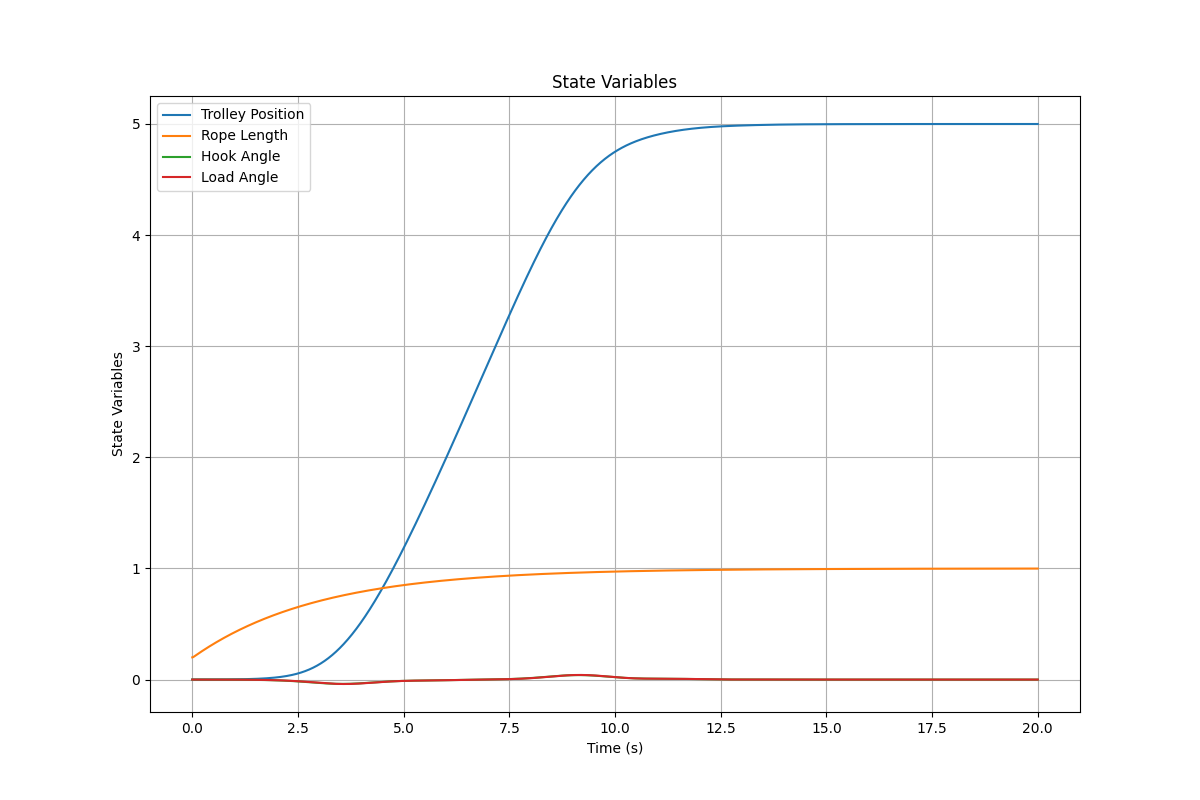 State Variables
Trolley Position
Rope Length
Hook Angle
Load Angle
5
4
3
2
1
0
State Variables
0.0 2.5 5.0 7.5 10.0 12.5 15.0 17.5 20.0
Time (s)